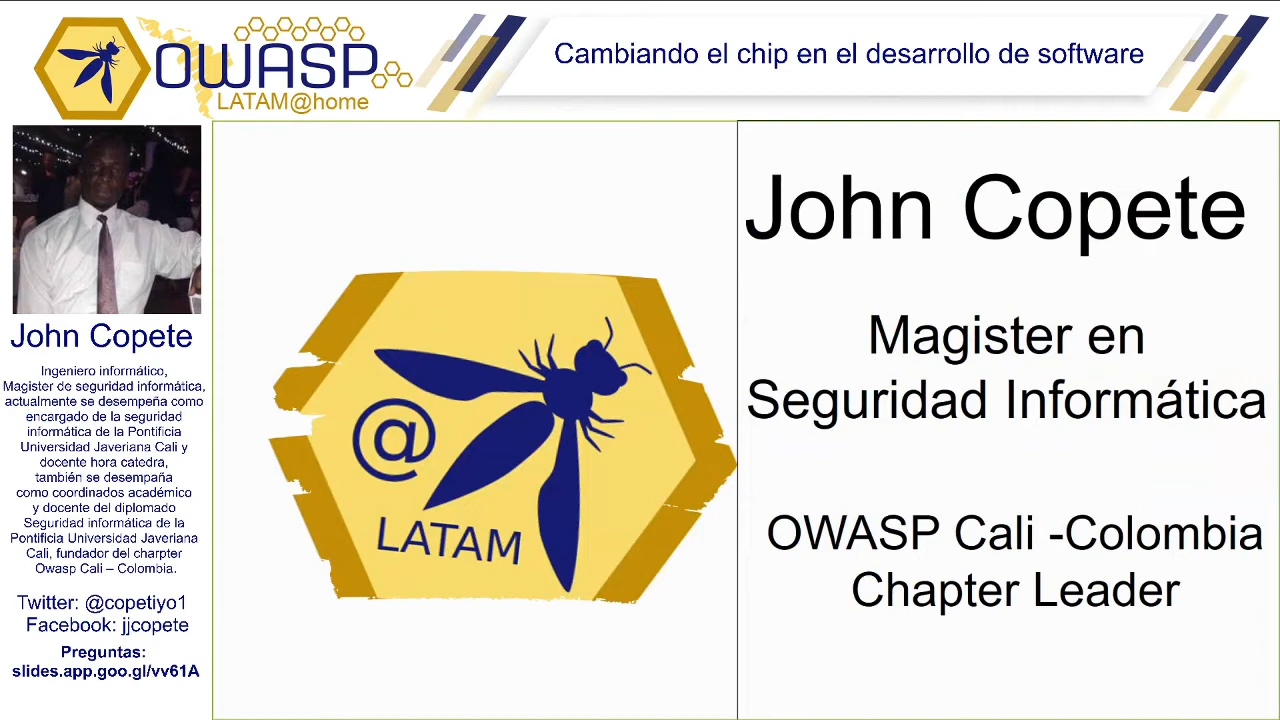 OWASP
LATAM@home
Cambiando el chip en el desarrollo de software
John Copete
Ingeniero informático,
Magister de seguridad informática,
actualmente se desempeña como
encargado de la seguridad
informática de la Pontificia
Universidad Javeriana Cali y
docente hora catedra,
también se desempaña
como coordinados académico
y docente del diplomado
Seguridad informática de la
Pontificia Universidad Javeriana
Cali, fundador del charpter
Owasp Cali – Colombia.
Twitter: @copetiyo1
Facebook: jjcopete
Preguntas:
slides.app.goo.gl/vv61A
@
LATAM
John Copete
Magister en
Seguridad Informática
OWASP Cali -Colombia
Chapter Leader